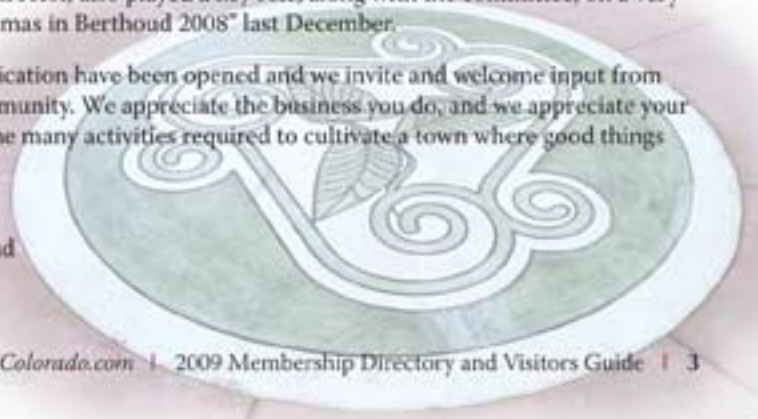 mas in Berthoud 2008" last December.
ication have been opened and we invite and welcome input from
munity. We appreciate the business you do, and we appreciate your
ne many activities required to cultivate a town where good things
d
Colorado.com | 2009 Membership Directory and Visitors Guide | 3